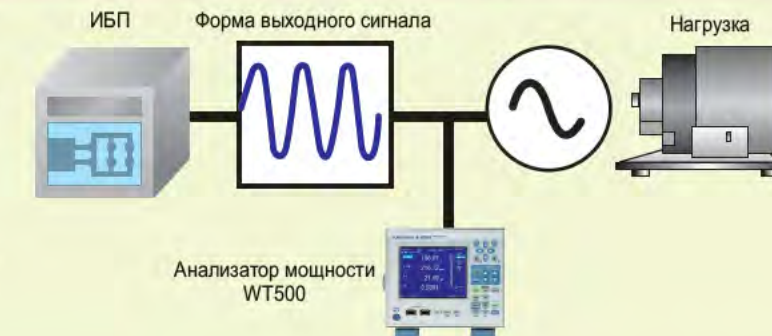 ИБП
Форма выходного сигнала
Нагрузка
Анализатор мощности
WT500